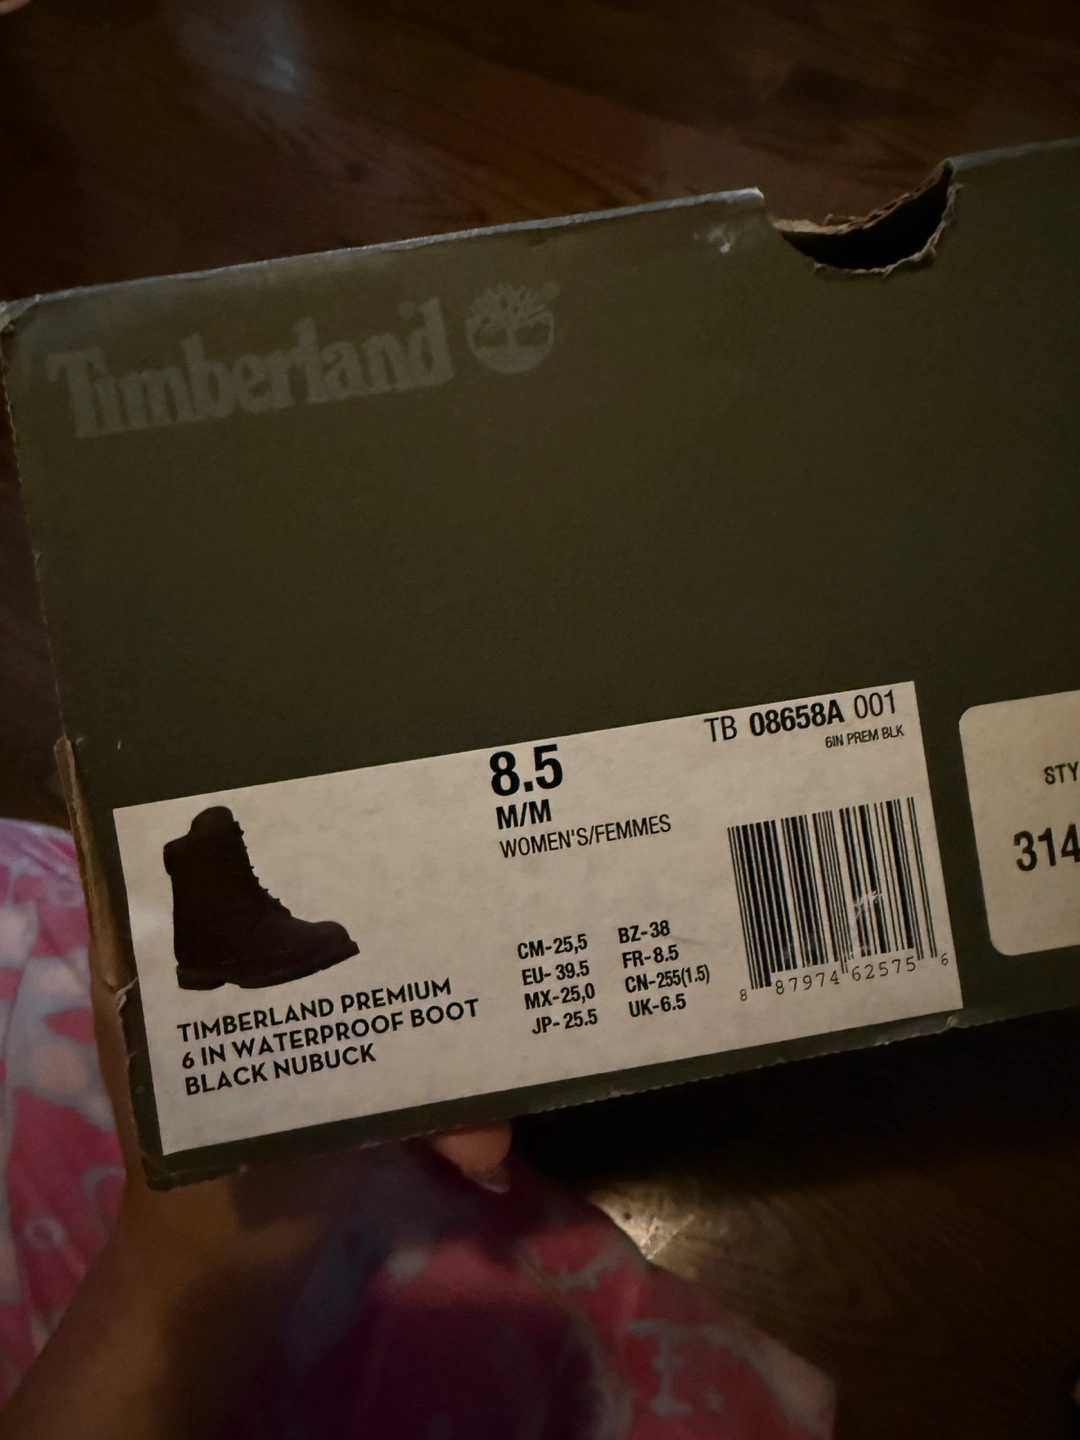 Timberland
8.5
M/M
WOMEN'S/FEMMES
TB 08658A 001
6IN PREM BLK
CM-25,5
EU- 39.5
MX-25,0
JP- 25.5
BZ-38
FR-8.5
CN-255(1.5)
UK-6.5
8 87974 62575 6
TIMBERLAND PREMIUM
6 IN WATERPROOF BOOT
BLACK NUBUCK
STY
314